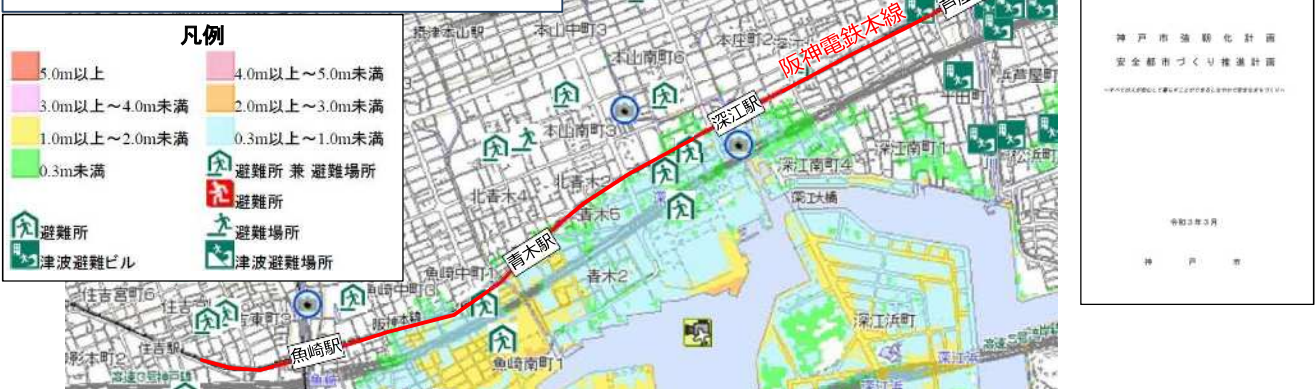 凡例
5.0m以上
4.0m以上～5.0m未満
3.0m以上～4.0m未満
2.0m以上～3.0m未満
1.0m以上～2.0m未満
0.3m以上～1.0m未満
0.3m未満
避難所 兼 避難場所
避難所
避難所
避難場所
津波避難ビル
津波避難場所
摂津本山駅
本山中町3
本庄町2
阪神電鉄本線
本山南町6
深江駅
本山南町3
深江南町4
深江南町1
北青木4
北青木3
青木5
深江大橋
青木駅
青木2
魚崎中町1
住吉宮町6
阪神本線
住吉駅
魚崎駅
魚崎南町1
深江浜町
深江浜
神戸市強靭化計画
安全都市づくり推進計画
令和3年3月
神戸市